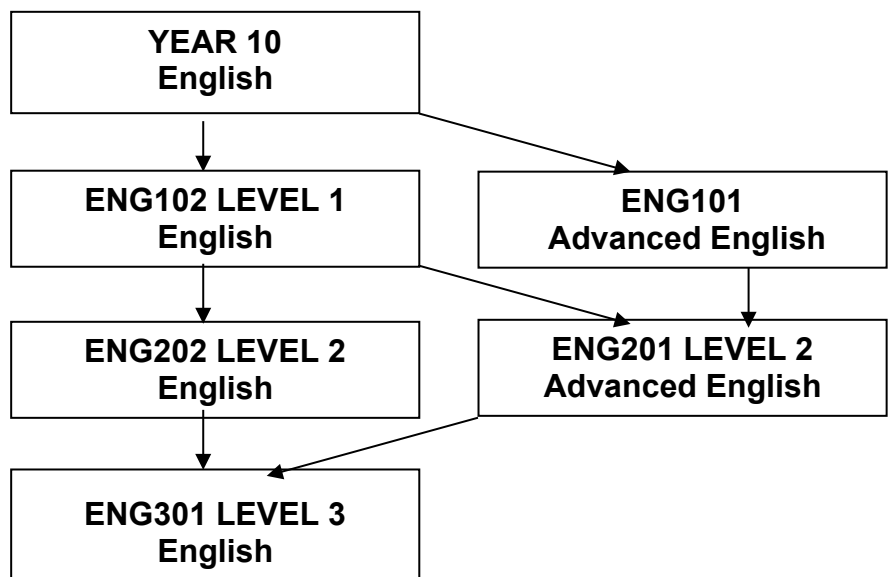 YEAR 10
English
ENG102 LEVEL 1
English
ENG101
Advanced English
ENG202 LEVEL 2
English
ENG201 LEVEL 2
Advanced English
ENG301 LEVEL 3
English